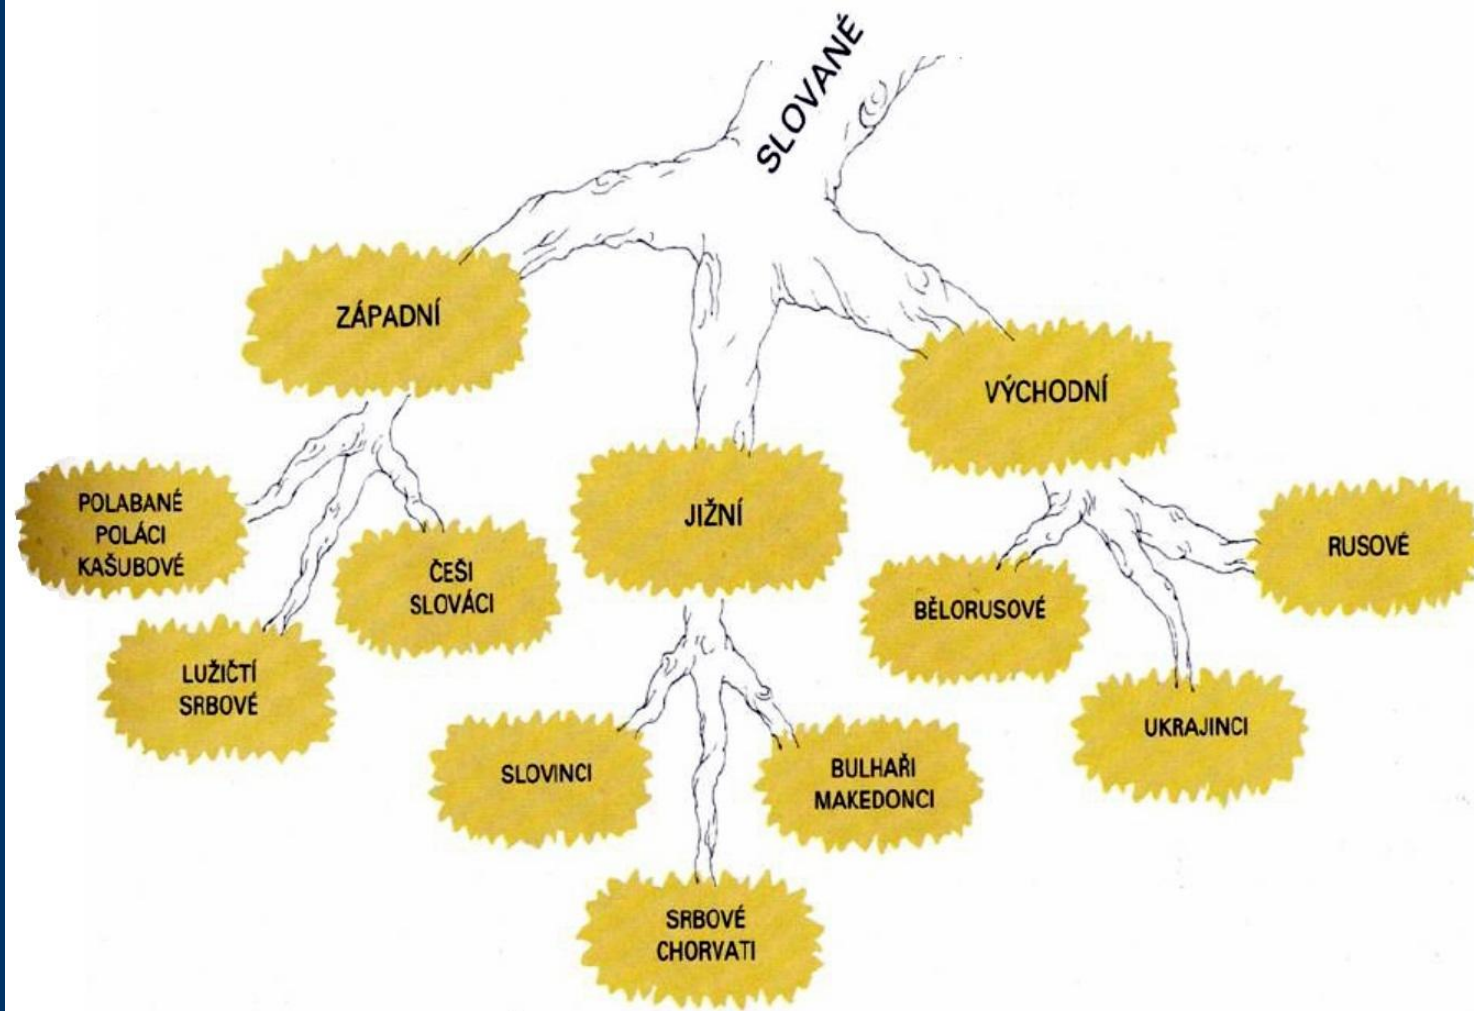 SLOVANÉ
ZÁPADNÍ
VÝCHODNÍ
JIŽNÍ
POLABANÉ
POLÁCI
KAŠUBOVÉ
LUŽIČTÍ
SRBOVÉ
ČEŠI
SLOVÁCI
SLOVINCI
SRBOVÉ
CHORVATI
BULHAŘI
MAKEDONCI
BĚLORUSOVÉ
UKRAJINCI
RUSOVÉ